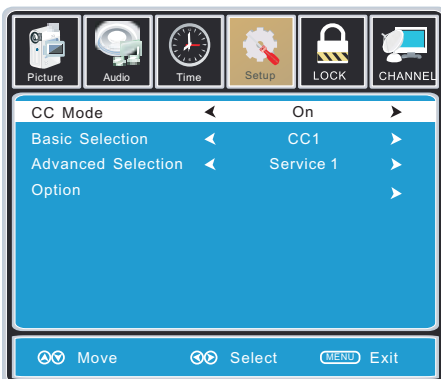 Picture Audio Time Setup LOCK CHANNEL
CC Mode On
Basic Selection CC1
Advanced Selection Service 1
Option
Move Select MENU Exit